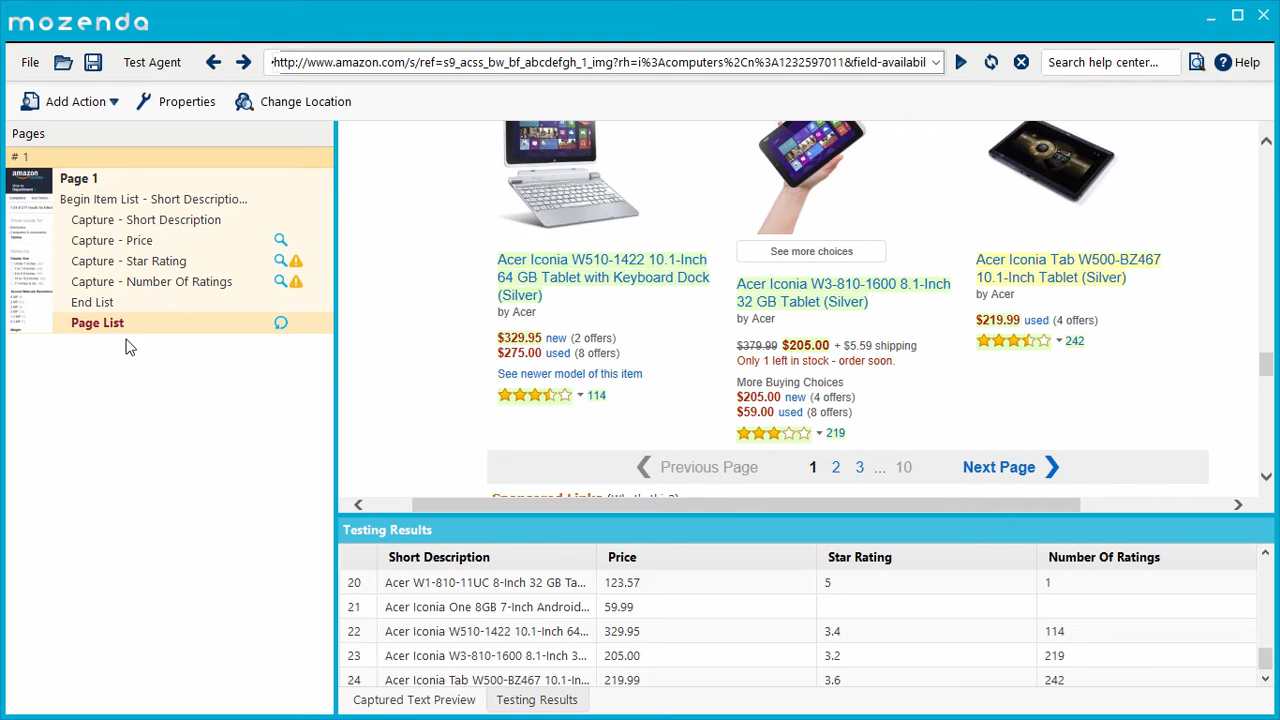 mozenda
File Test Agent http://www.amazon.com/s/ref=s9_acss_bw_bf_abcdefgh_1_img?rh=i%3Acomputers%2Cn%3A1232597011&field-availabil Search help center... Help
Add Action Properties Change Location
Pages
# 1
Page 1
Begin Item List - Short Descriptio...
Capture - Short Description
Capture - Price
Capture - Star Rating
Capture - Number Of Ratings
End List
Page List
Acer Iconia W510-1422 10.1-Inch
64 GB Tablet with Keyboard Dock
(Silver)
by Acer
$329.95 new (2 offers)
$275.00 used (8 offers)
See newer model of this item
114
See more choices
Acer Iconia W3-810-1600 8.1-Inch
32 GB Tablet (Silver)
by Acer
$379.99 $205.00 + $5.59 shipping
Only 1 left in stock - order soon.
More Buying Choices
$205.00 new (4 offers)
$59.00 used (8 offers)
219
Acer Iconia Tab W500-BZ467
10.1-Inch Tablet (Silver)
by Acer
$219.99 used (4 offers)
242
Previous Page 1 2 3 ... 10 Next Page
Testing Results
Short Description Price Star Rating Number Of Ratings
20 Acer W1-810-11UC 8-Inch 32 GB Ta... 123.57 5 1
21 Acer Iconia One 8GB 7-Inch Android... 59.99
22 Acer Iconia W510-1422 10.1-Inch 64... 329.95 3.4 114
23 Acer Iconia W3-810-1600 8.1-Inch 3... 205.00 3.2 219
24 Acer Iconia Tab W500-BZ467 10.1-In... 219.99 3.6 242
Captured Text Preview Testing Results